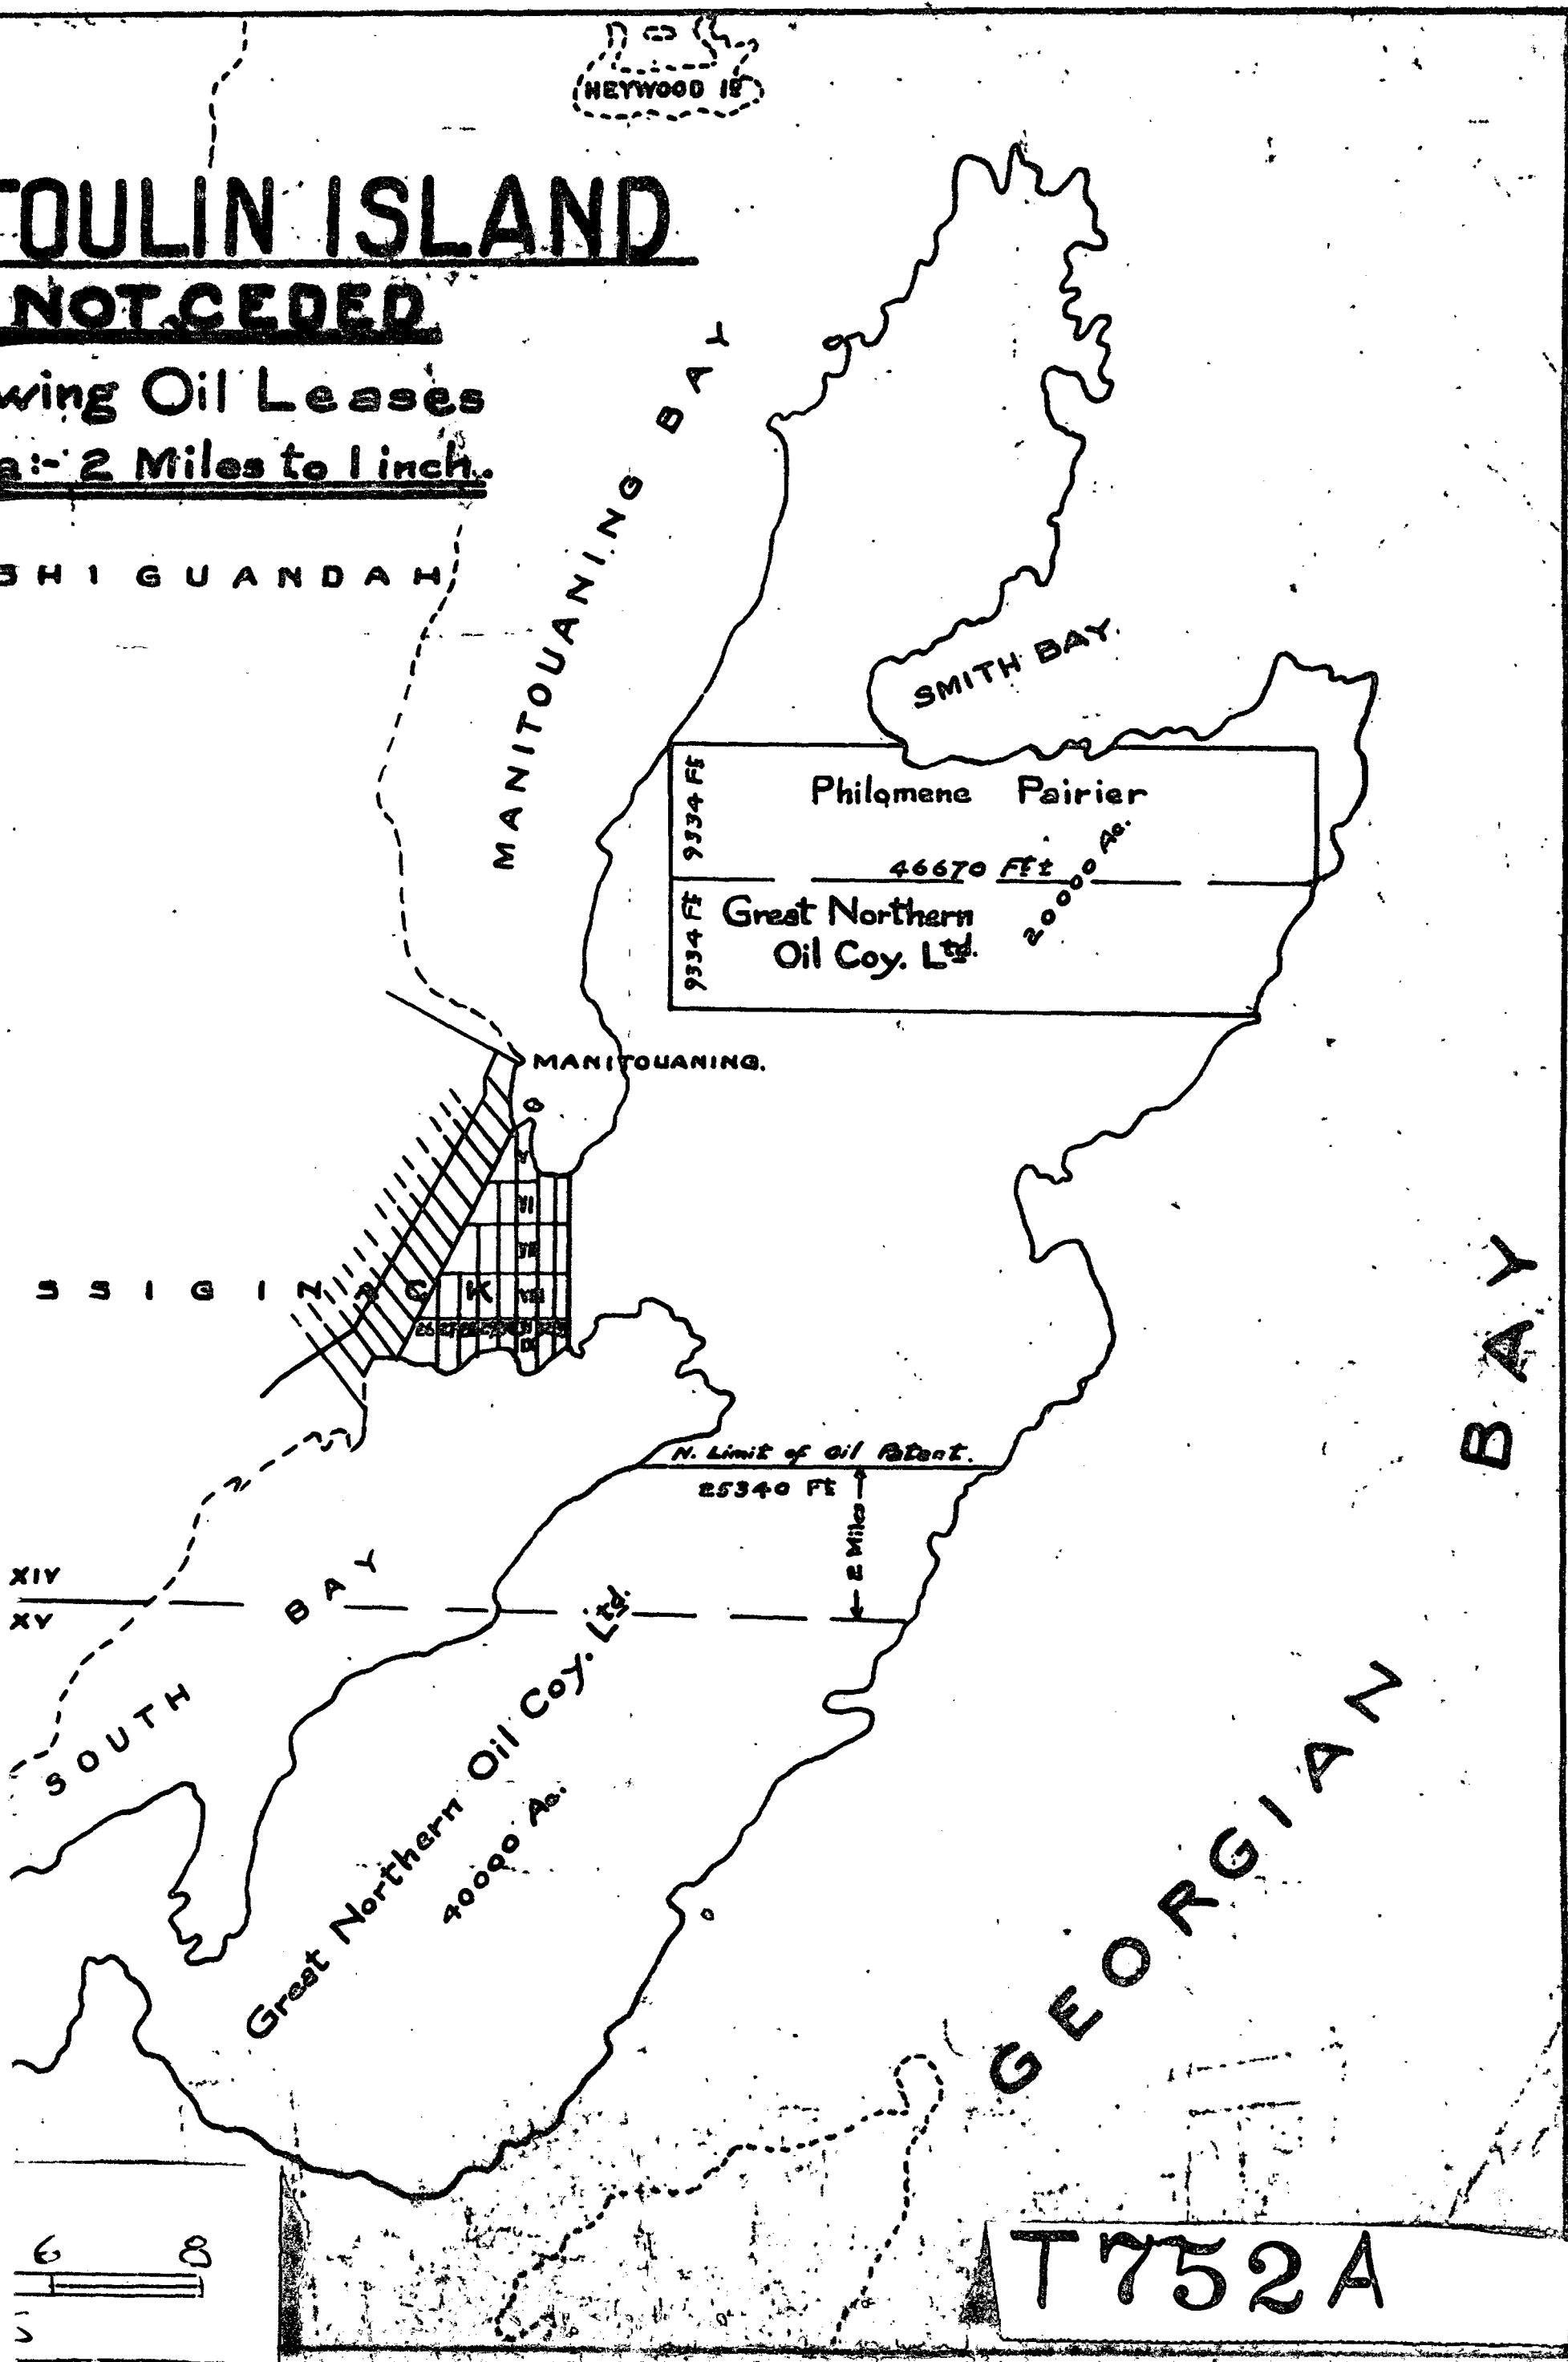 HEYWOOD IS
TOULIN ISLAND
NOT CEDED
wing Oil Leases
a:- 2 Miles to 1 inch.
SHIGUANDAH
MANITOUANING BAY
SMITH BAY.
9334 Ft
Philomene Pairier
46670 Ft ±
20000 Ac.
9334 Ft
Great Northern
Oil Coy. Ltd.
MANITOUANING.
V
VI
VII
VIII
IX
SSIGINACK
N. Limit of Oil Patent.
25340 Ft
2 Miles
XIV
XV
SOUTH BAY
Great Northern Oil Coy. Ltd.
40000 Ac.
GEORGIAN BAY
6 8
T752A